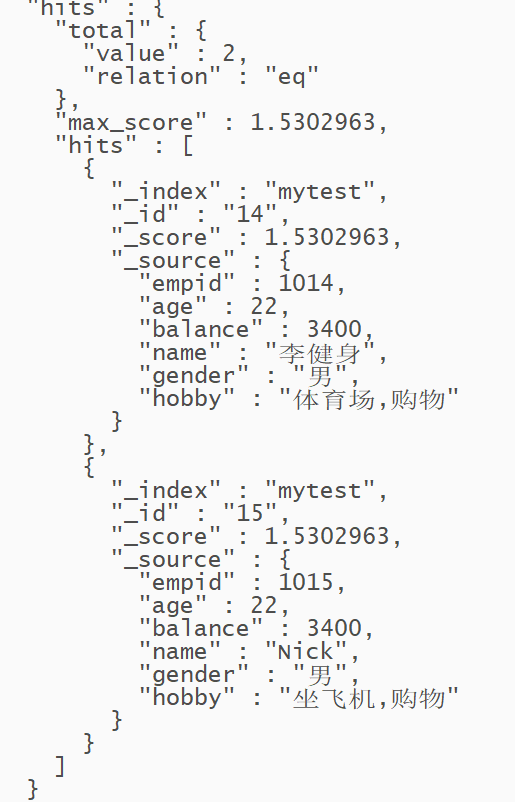 "hits" : {
"total" : {
"value" : 2,
"relation" : "eq"
},
"max_score" : 1.5302963,
"hits" : [
{
"_index" : "mytest",
"_id" : "14",
"_score" : 1.5302963,
"_source" : {
"empid" : 1014,
"age" : 22,
"balance" : 3400,
"name" : "李健身",
"gender" : "男",
"hobby" : "体育场,购物"
}
},
{
"_index" : "mytest",
"_id" : "15",
"_score" : 1.5302963,
"_source" : {
"empid" : 1015,
"age" : 22,
"balance" : 3400,
"name" : "Nick",
"gender" : "男",
"hobby" : "坐飞机,购物"
}
}
]
}